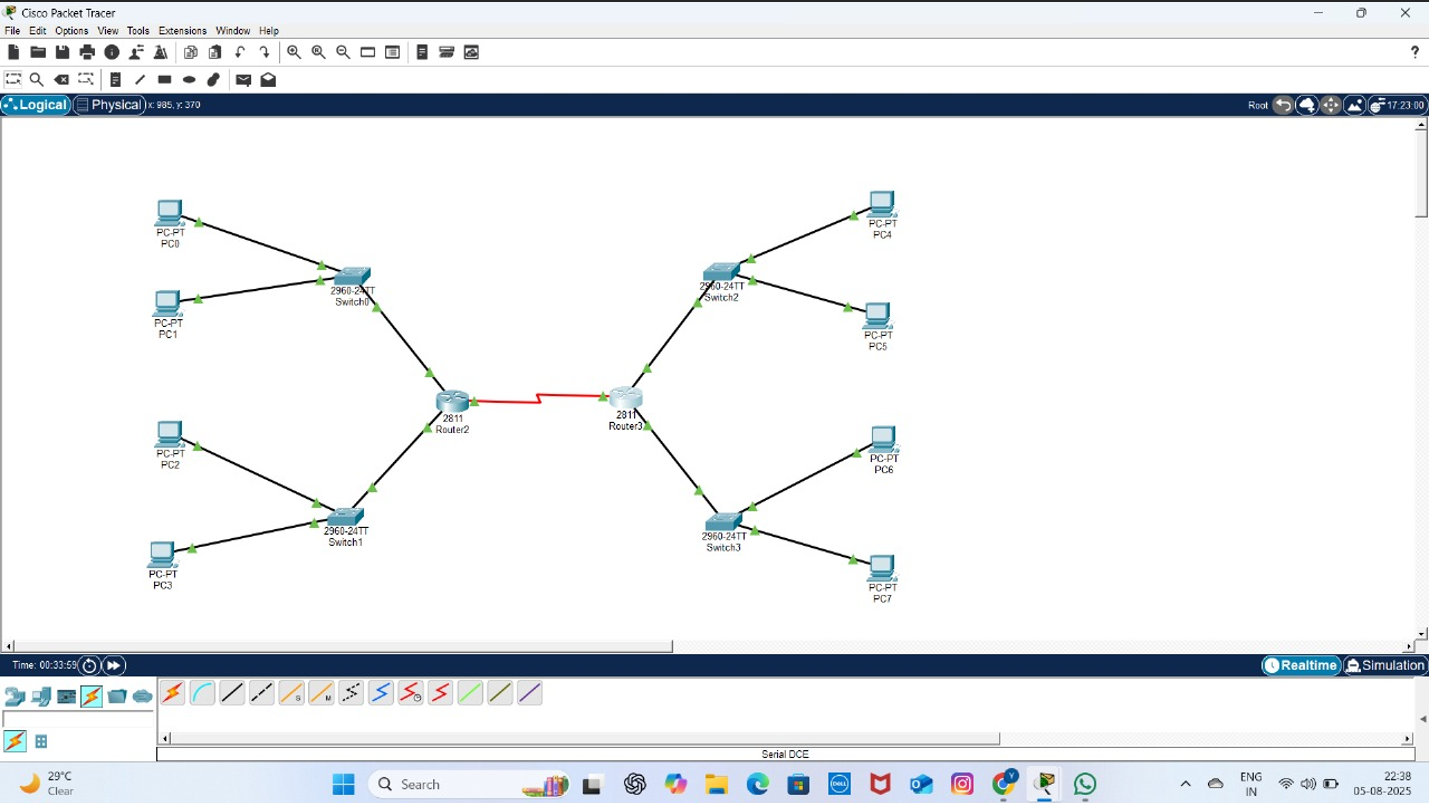 Cisco Packet Tracer
File Edit Options View Tools Extensions Window Help
Logical Physical x: 985, y: 370 Root 17:23:00
PC-PT
PC0
PC-PT
PC1
2960-24TT
Switch0
PC-PT
PC2
PC-PT
PC3
2960-24TT
Switch1
2811
Router2
2811
Router3
2960-24TT
Switch2
PC-PT
PC4
PC-PT
PC5
PC-PT
PC6
2960-24TT
Switch3
PC-PT
PC7
Time: 00:33:59 Realtime Simulation
S
M
Serial DCE
29°C
Clear
Search
DELL
Y
ENG
IN
22:38
05-08-2025